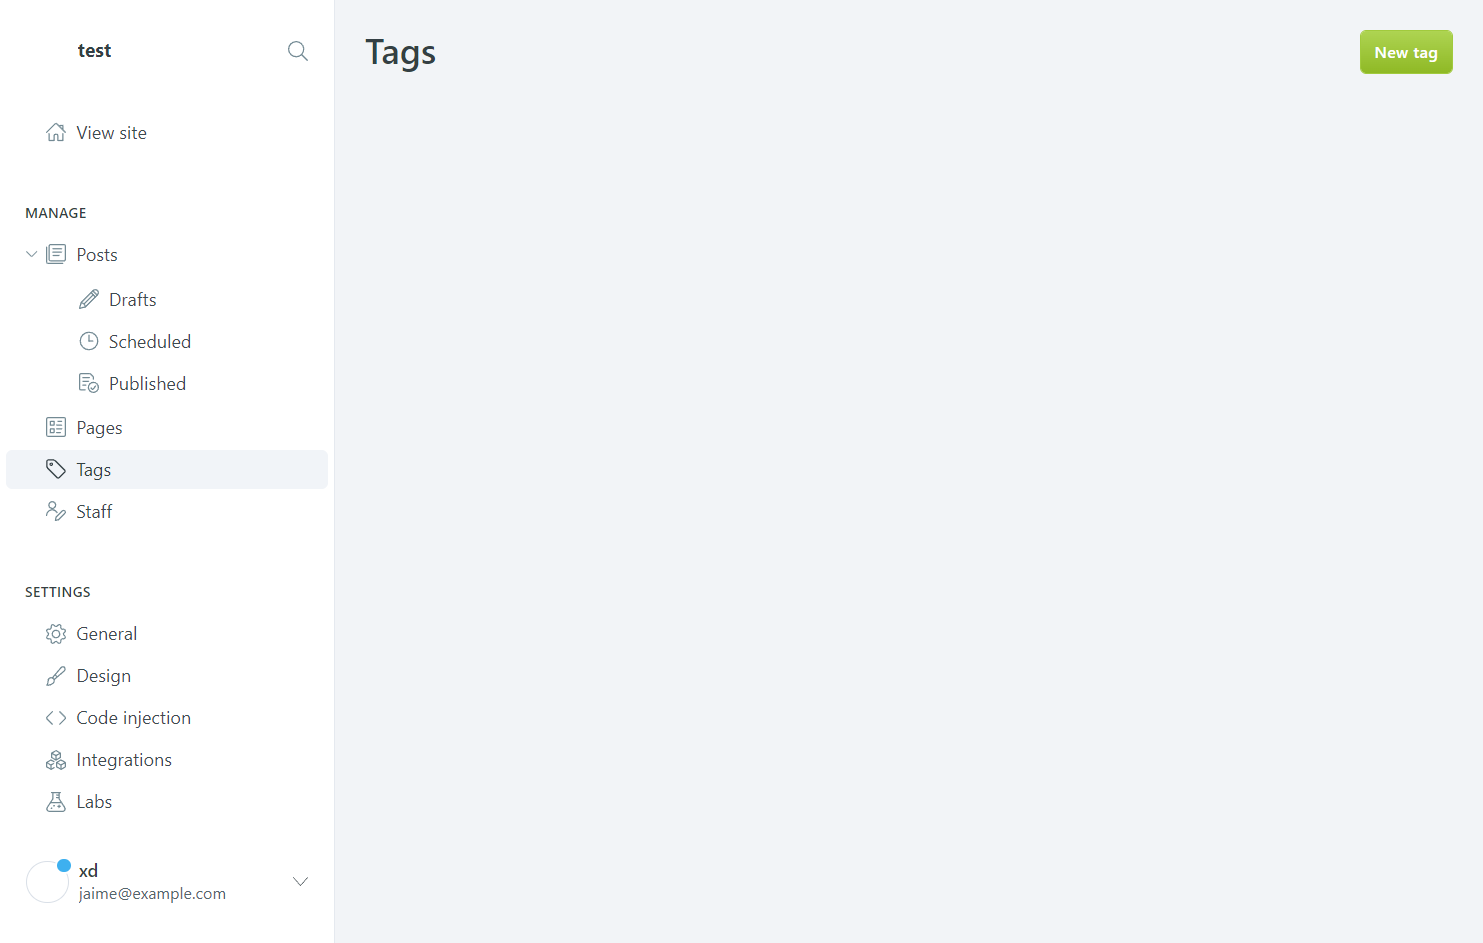 test
View site
MANAGE
Posts
Drafts
Scheduled
Published
Pages
Tags
Staff
SETTINGS
General
Design
Code injection
Integrations
Labs
xd
jaime@example.com
Tags
New tag